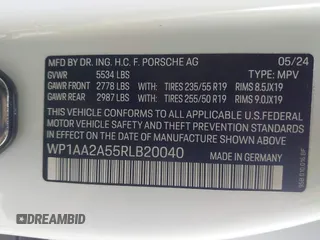 MFD BY DR. ING. H.C. F. PORSCHE AG 05/24
GVWR 5534 LBS TYPE: MPV
GAWR FRONT 2778 LBS WITH TIRES 235/55 R19 RIMS 8.5JX19
GAWR REAR 2987 LBS WITH TIRES 255/50 R19 RIMS 9.0JX19
THIS VEHICLE CONFORMS TO ALL APPLICABLE U.S.FEDERAL
MOTOR VEHICLE SAFETY, BUMPER, AND THEFT PREVENTION
STANDARDS IN EFFECT ON THE DATE OF MANUFACTURE
SHOWN ABOVE.
WP1AA2A55RLB20040
DREAMBID